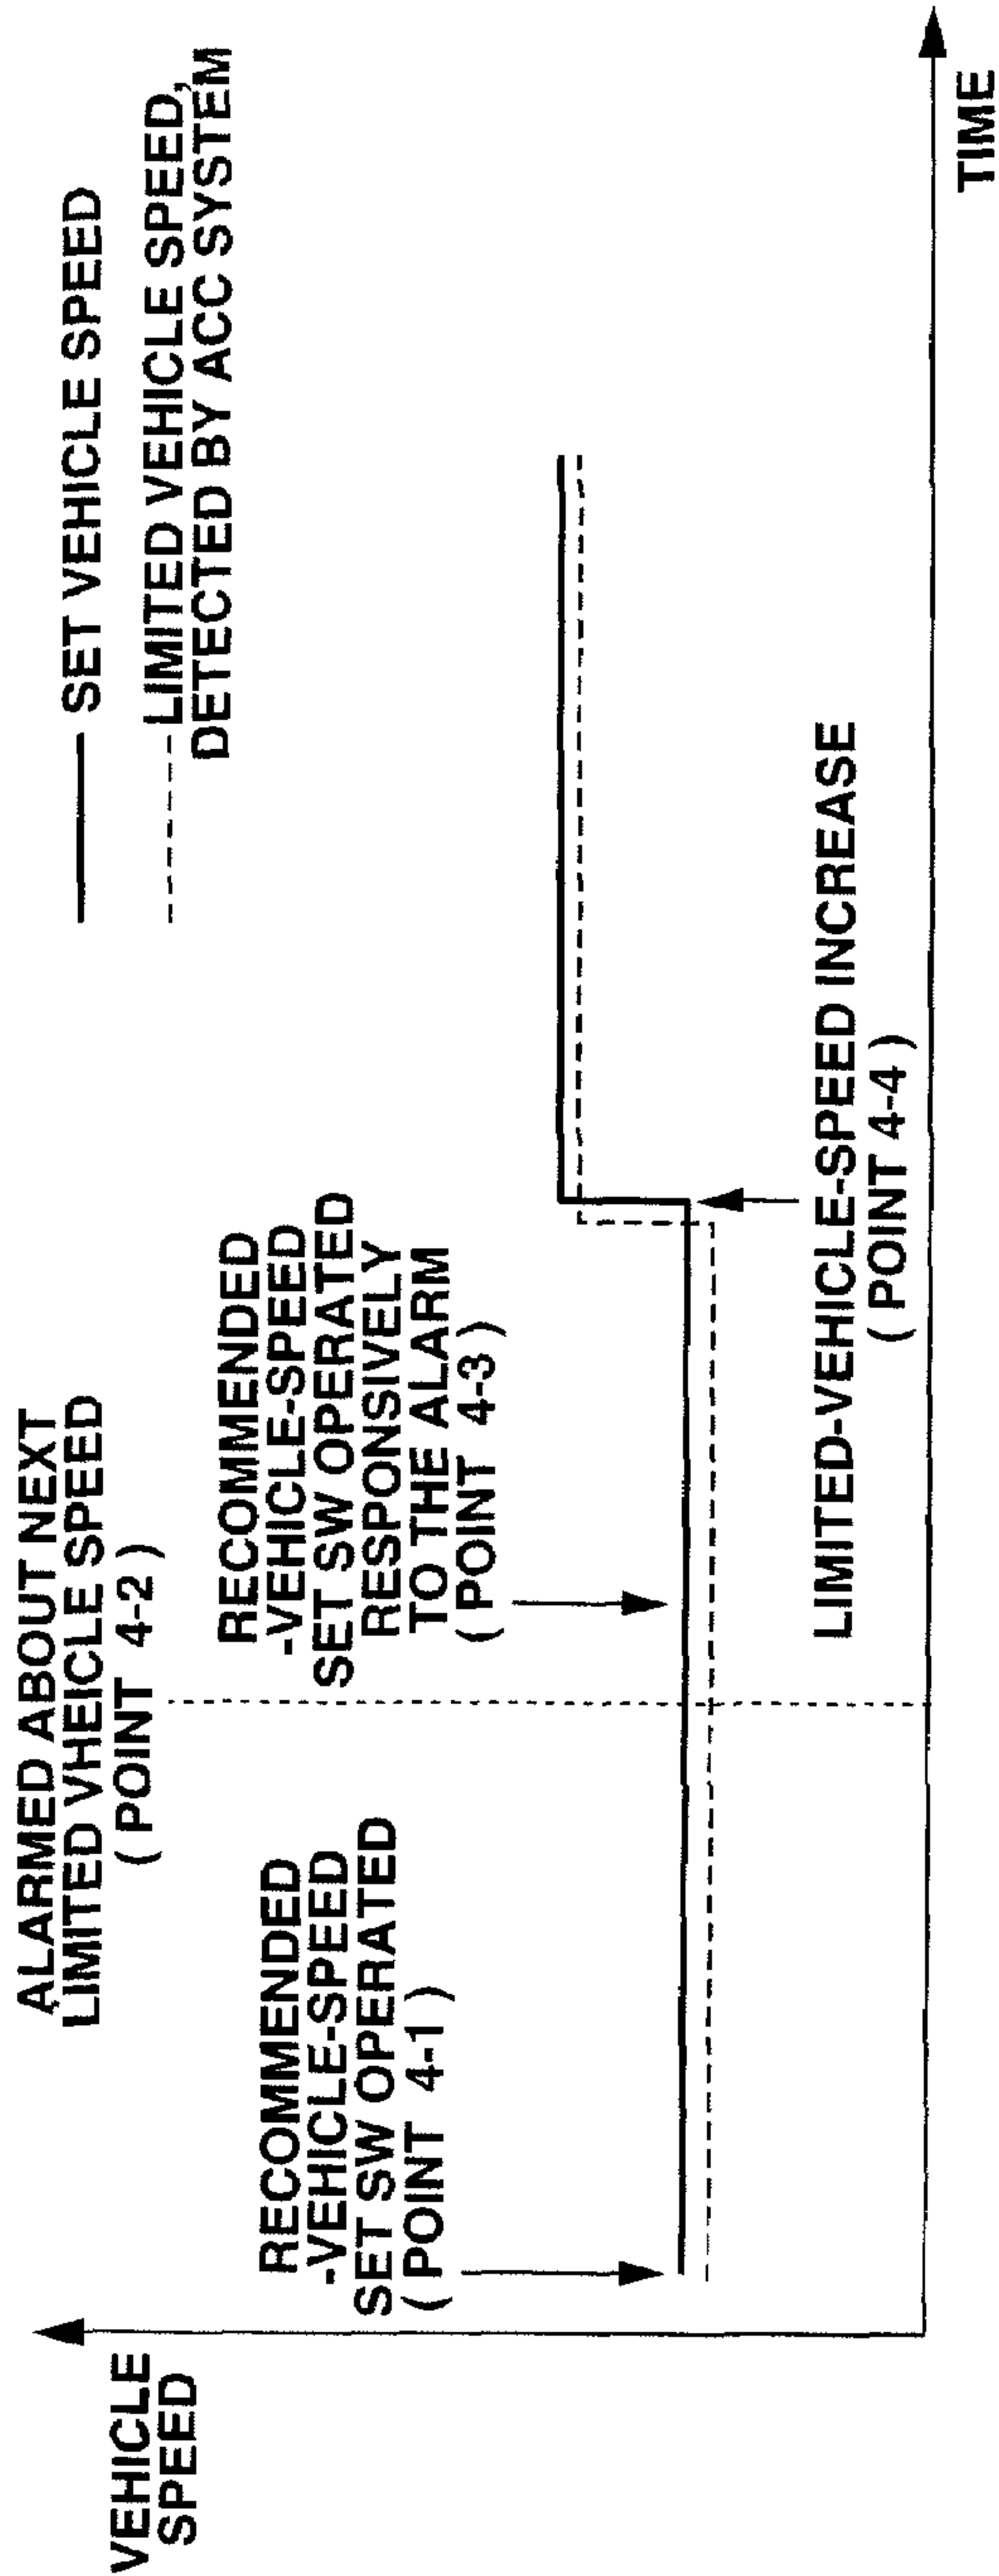 VEHICLE
SPEED
ALARMED ABOUT NEXT
LIMITED VHEICLE SPEED
( POINT 4-2 )
SET VEHICLE SPEED
LIMITED VEHICLE SPEED,
DETECTED BY ACC SYSTEM
RECOMMENDED
-VEHICLE-SPEED
SET SW OPERATED
( POINT 4-1 )
RECOMMENDED
-VEHICLE-SPEED
SET SW OPERATED
RESPONSIVELY
TO THE ALARM
( POINT 4-3 )
LIMITED-VEHICLE-SPEED INCREASE
( POINT 4-4 )
TIME